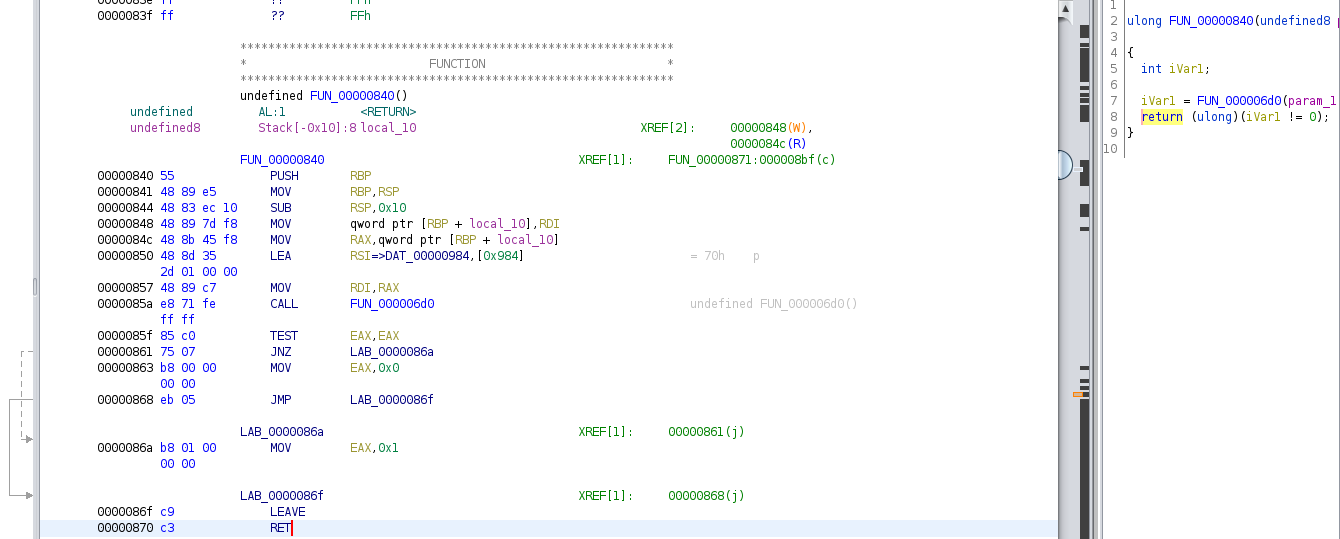 0000083f ff ?? FFh
**************************************************************
* FUNCTION *
**************************************************************
undefined FUN_00000840()
undefined AL:1 <RETURN>
undefined8 Stack[-0x10]:8 local_10 XREF[2]: 00000848(W),
0000084c(R)
FUN_00000840 XREF[1]: FUN_00000871:000008bf(c)
00000840 55 PUSH RBP
00000841 48 89 e5 MOV RBP,RSP
00000844 48 83 ec 10 SUB RSP,0x10
00000848 48 89 7d f8 MOV qword ptr [RBP + local_10],RDI
0000084c 48 8b 45 f8 MOV RAX,qword ptr [RBP + local_10]
00000850 48 8d 35 LEA RSI=>DAT_00000984,[0x984] = 70h p
2d 01 00 00
00000857 48 89 c7 MOV RDI,RAX
0000085a e8 71 fe CALL FUN_000006d0 undefined FUN_000006d0()
ff ff
0000085f 85 c0 TEST EAX,EAX
00000861 75 07 JNZ LAB_0000086a
00000863 b8 00 00 MOV EAX,0x0
00 00
00000868 eb 05 JMP LAB_0000086f
LAB_0000086a XREF[1]: 00000861(j)
0000086a b8 01 00 MOV EAX,0x1
00 00
LAB_0000086f XREF[1]: 00000868(j)
0000086f c9 LEAVE
00000870 c3 RET
1
2 ulong FUN_00000840(undefined8
3
4 {
5 int iVar1;
6
7 iVar1 = FUN_000006d0(param_1
8 return (ulong)(iVar1 != 0);
9 }
10